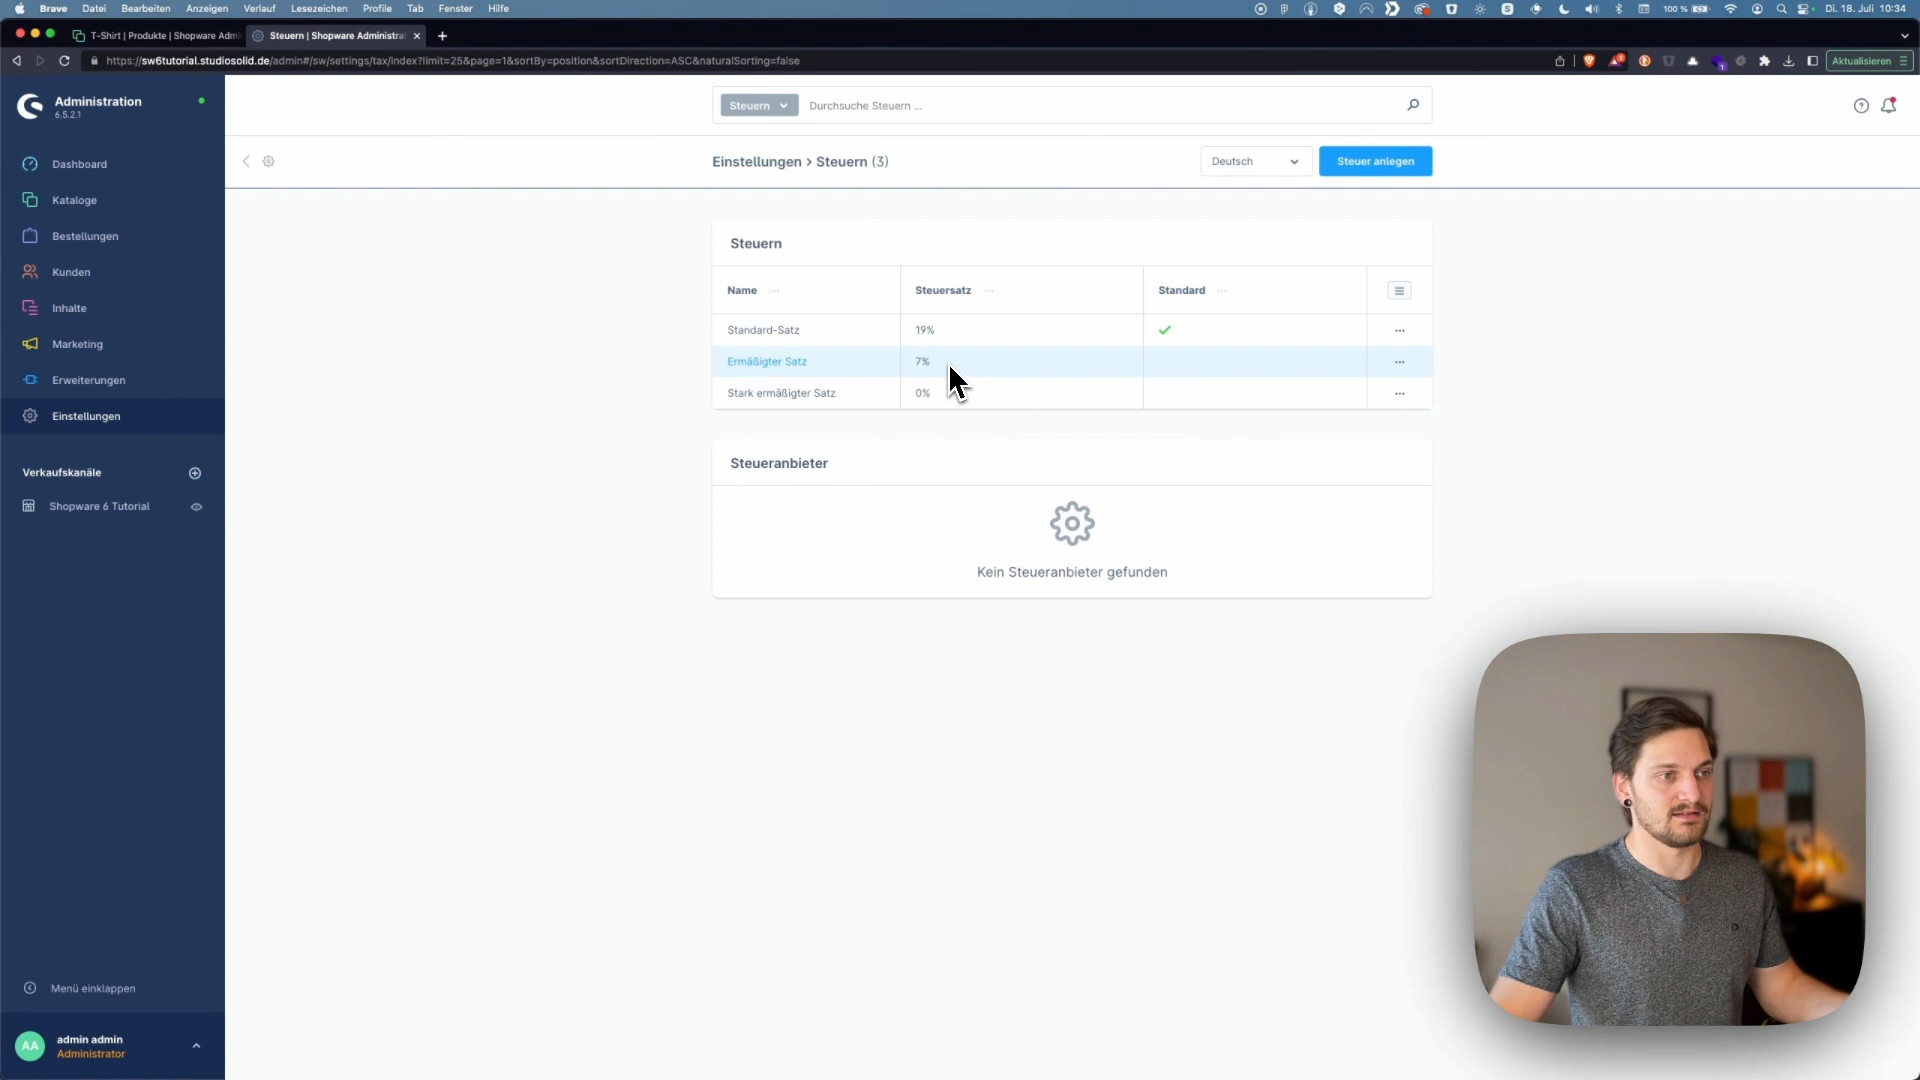 Brave Datei Bearbeiten Anzeigen Verlauf Lesezeichen Profile Tab Fenster Hilfe
100 % Di. 18. Juli 10:34
T-Shirt | Produkte | Shopware Admi
Steuern | Shopware Administra
https://sw6tutorial.studiosolid.de/admin#/sw/settings/tax/index?limit=25&page=1&sortBy=position&sortDirection=ASC&naturalSorting=false
Aktualisieren
Administration
6.5.2.1
Steuern
Durchsuche Steuern ...
Einstellungen > Steuern (3)
Deutsch
Steuer anlegen
Dashboard
Kataloge
Bestellungen
Kunden
Inhalte
Marketing
Erweiterungen
Einstellungen
Verkaufskanäle
Shopware 6 Tutorial
Steuern
Name
Steuersatz
Standard
Standard-Satz
19%
Ermäßigter Satz
7%
Stark ermäßigter Satz
0%
Steueranbieter
Kein Steueranbieter gefunden
Menü einklappen
AA
admin admin
Administrator